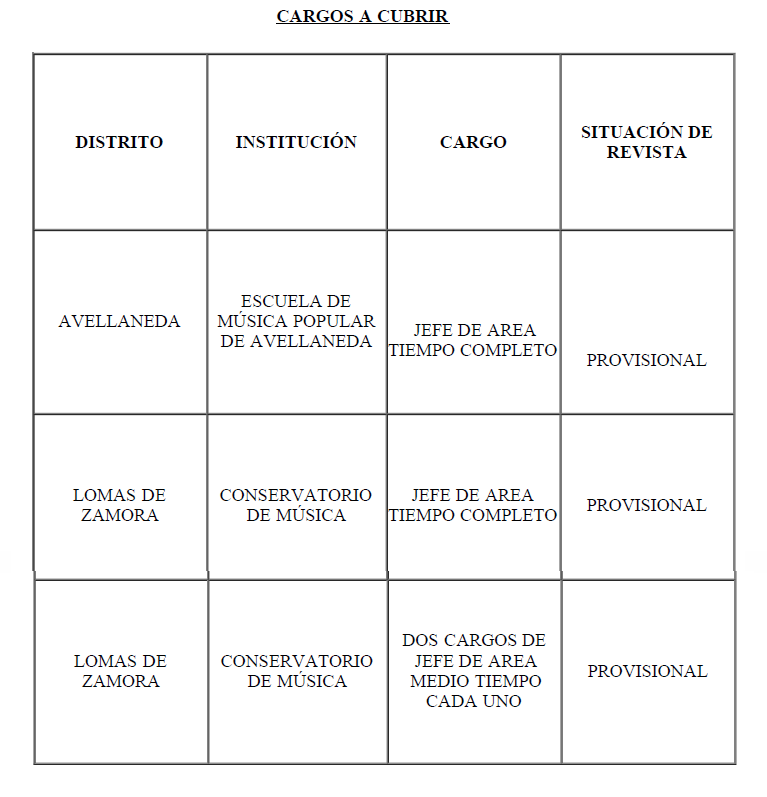 CARGOS A CUBRIR
DISTRITO
INSTITUCIÓN
CARGO
SITUACIÓN DE
REVISTA
AVELLANEDA
ESCUELA DE
MÚSICA POPULAR
DE AVELLANEDA
JEFE DE AREA
TIEMPO COMPLETO
PROVISIONAL
LOMAS DE
ZAMORA
CONSERVATORIO
DE MÚSICA
JEFE DE AREA
TIEMPO COMPLETO
PROVISIONAL
LOMAS DE
ZAMORA
CONSERVATORIO
DE MÚSICA
DOS CARGOS DE
JEFE DE AREA
MEDIO TIEMPO
CADA UNO
PROVISIONAL